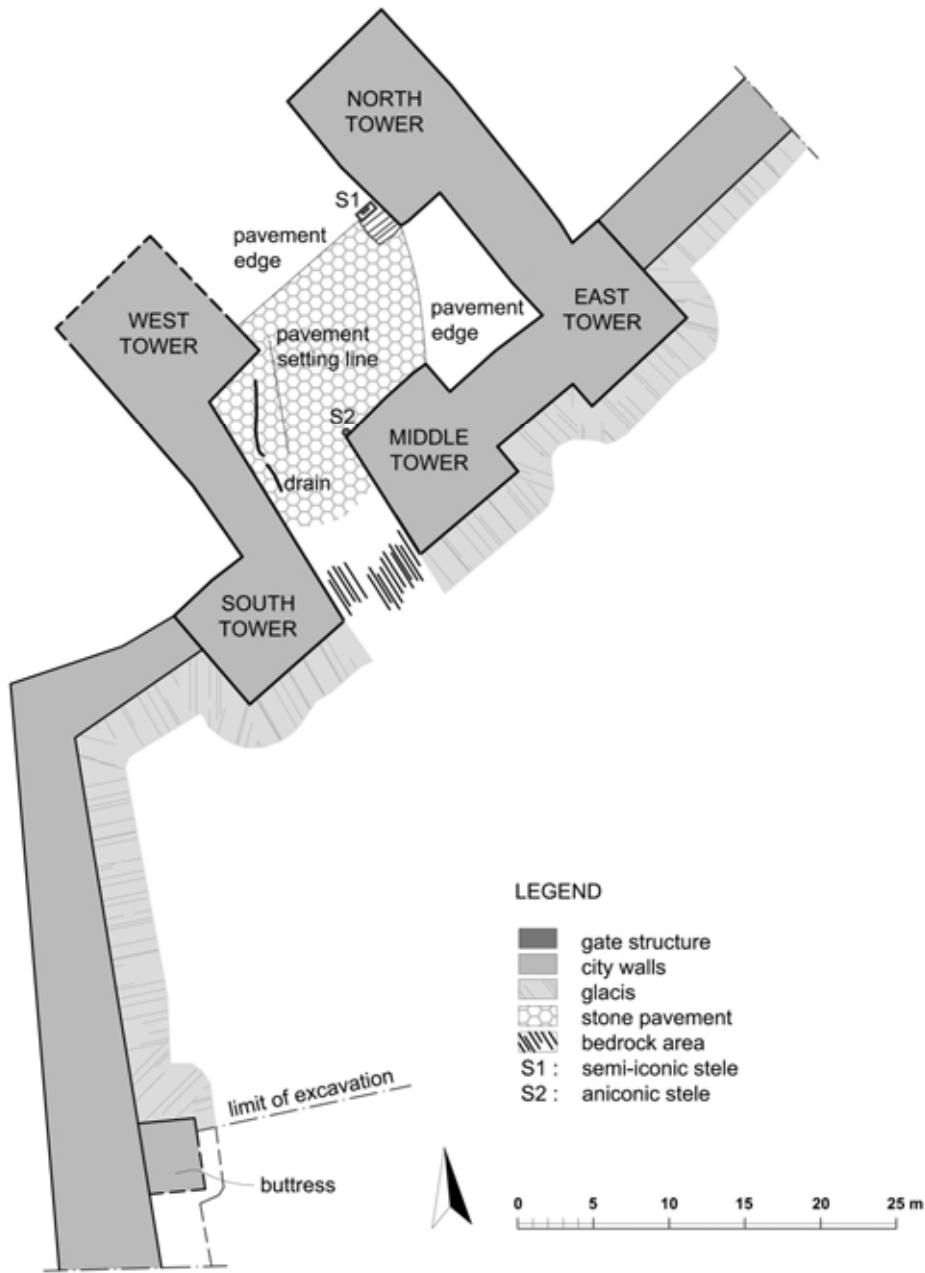 NORTH
TOWER
S1
pavement
edge
WEST
TOWER
pavement
setting line
pavement
edge
EAST
TOWER
S2
MIDDLE
TOWER
drain
SOUTH
TOWER
LEGEND
gate structure
city walls
glacis
stone pavement
bedrock area
S1 : semi-iconic stele
S2 : aniconic stele
limit of excavation
buttress
0 5 10 15 20 25 m